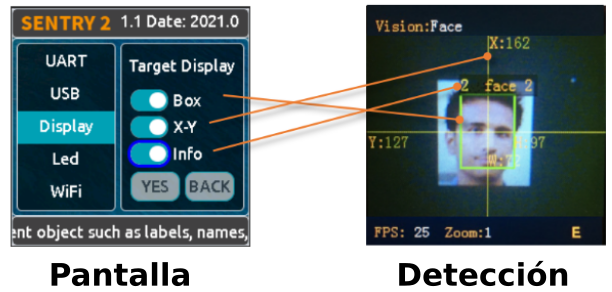 SENTRY 2 1.1 Date: 2021.0
UART
USB
Display
Led
WiFi
Target Display
Box
X-Y
Info
YES BACK
ent object such as labels, names,
Pantalla
Vision:Face
X:162
2 face 2
Y:127
:97
W:77
FPS: 25 Zoom:1 E
Detección